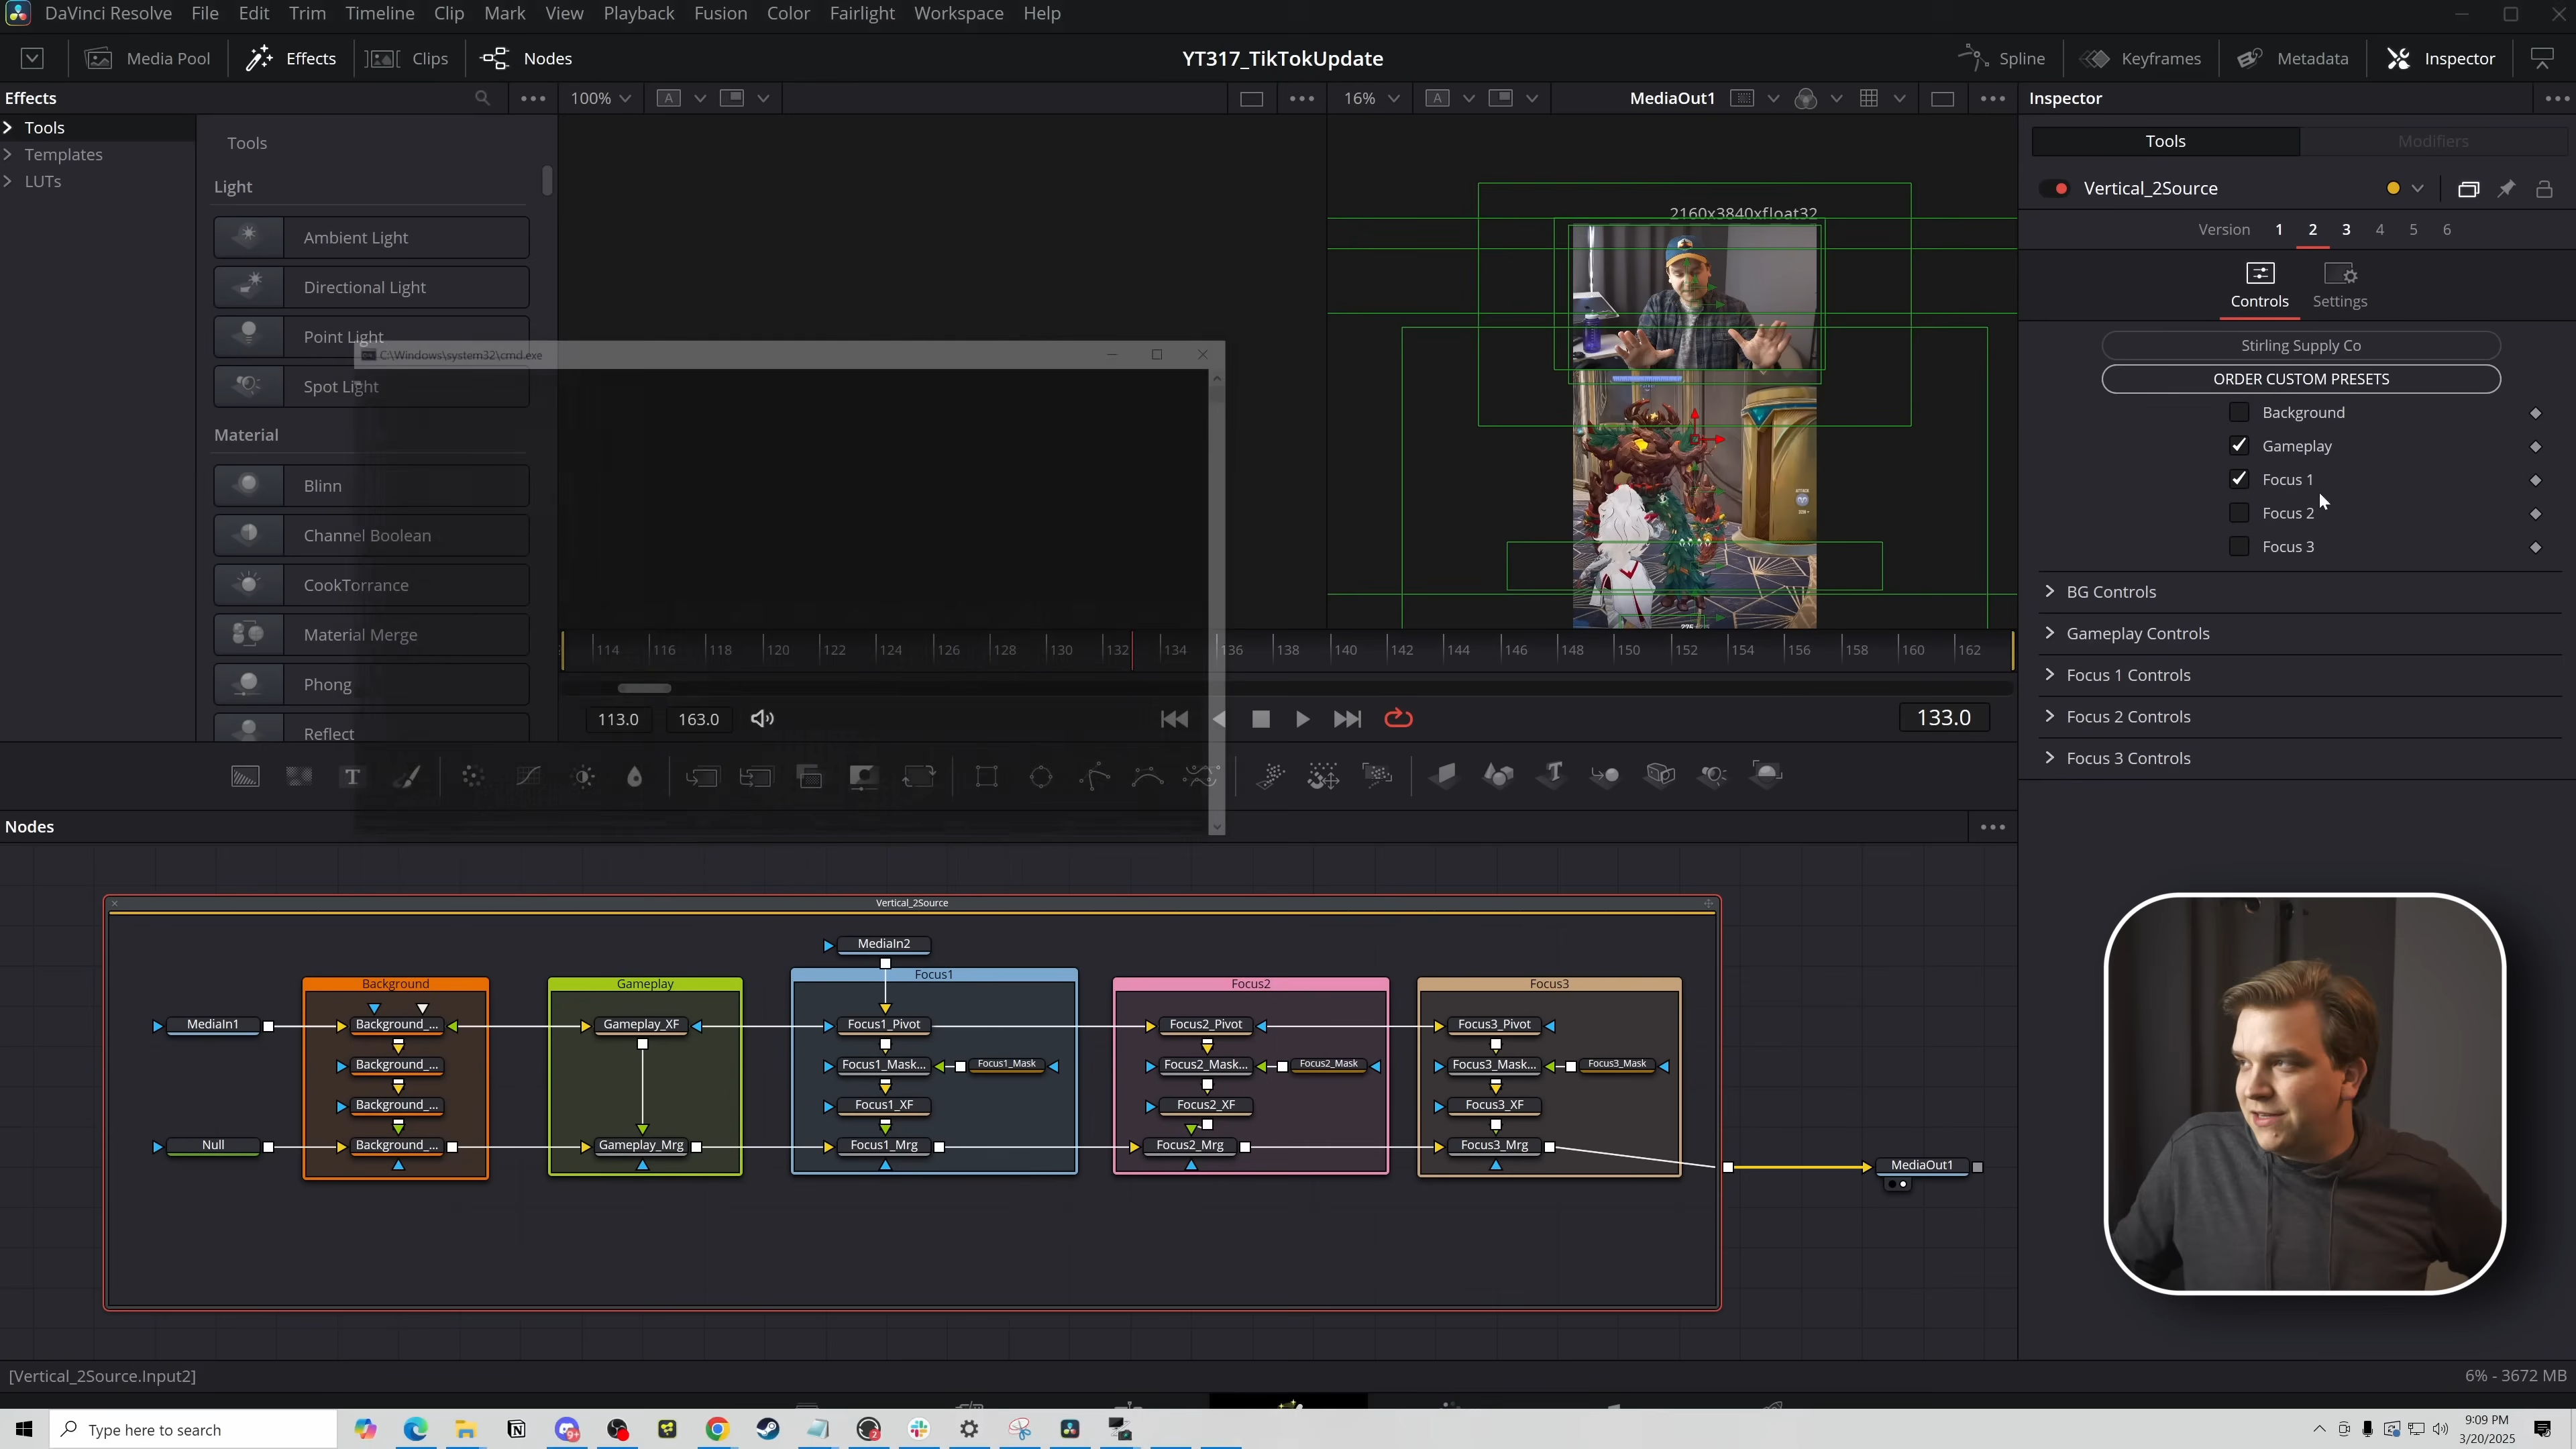 DaVinci Resolve File Edit Trim Timeline Clip Mark View Playback Fusion Color Fairlight Workspace Help
Media Pool Effects Clips Nodes YT317_TikTokUpdate Spline Keyframes Metadata Inspector
Effects 100% A 16% A MediaOut1 Inspector
Tools
Templates
LUTs
Tools
Light
Ambient Light
Directional Light
Point Light
Spot Light
Material
Blinn
Channel Boolean
CookTorrance
Material Merge
Phong
Reflect
C:\Windows\system32\cmd.exe
2160x3840xfloat32
114 116 118 120 122 124 126 128 130 132 134 136 138 140 142 144 146 148 150 152 154 156 158 160 162
113.0 163.0 133.0
Tools Modifiers
Vertical_2Source
Version 1 2 3 4 5 6
Controls Settings
Stirling Supply Co
ORDER CUSTOM PRESETS
Background
Gameplay
Focus 1
Focus 2
Focus 3
BG Controls
Gameplay Controls
Focus 1 Controls
Focus 2 Controls
Focus 3 Controls
Nodes
Vertical_2Source
MediaIn2
Background Gameplay Focus1 Focus2 Focus3
MediaIn1 Background_... Gameplay_XF Focus1_Pivot Focus2_Pivot Focus3_Pivot
Background_... Focus1_Mask... Focus1_Mask Focus2_Mask... Focus2_Mask Focus3_Mask... Focus3_Mask
Background_... Focus1_XF Focus2_XF Focus3_XF
Null Background_... Gameplay_Mrg Focus1_Mrg Focus2_Mrg Focus3_Mrg
MediaOut1
[Vertical_2Source.Input2] 6% - 3672 MB
Type here to search
9:09 PM
3/20/2025